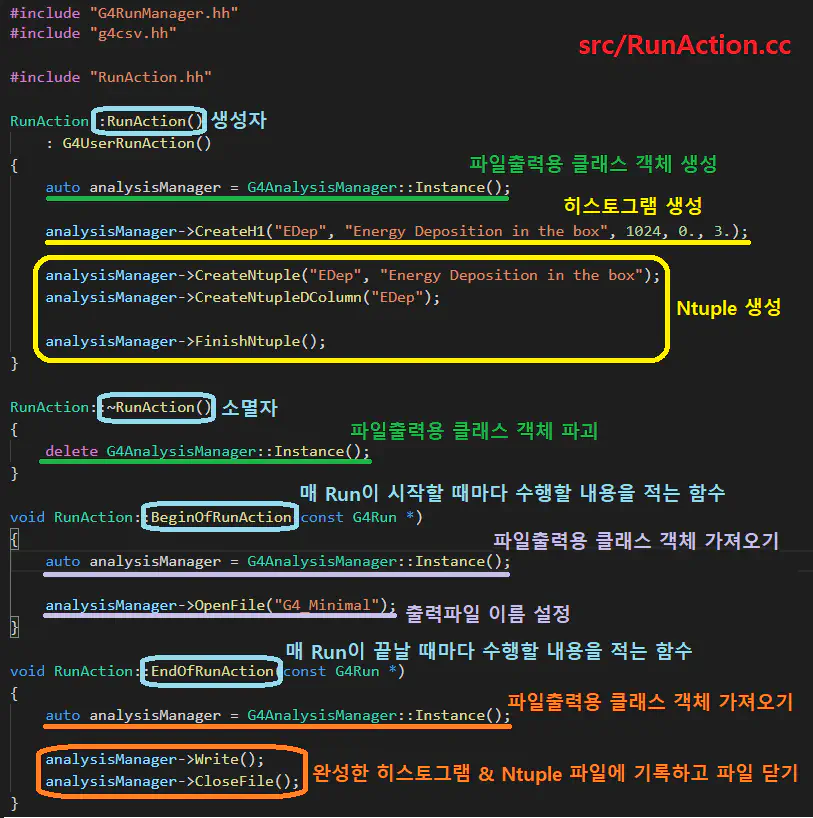 #include "G4RunManager.hh"
#include "g4csv.hh"
src/RunAction.cc
#include "RunAction.hh"
RunAction::RunAction() 생성자
: G4UserRunAction()
{
파일출력용 클래스 객체 생성
auto analysisManager = G4AnalysisManager::Instance();
히스토그램 생성
analysisManager->CreateH1("EDep", "Energy Deposition in the box", 1024, 0., 3.);
analysisManager->CreateNtuple("EDep", "Energy Deposition in the box");
analysisManager->CreateNtupleDColumn("EDep");
Ntuple 생성
analysisManager->FinishNtuple();
}
RunAction::~RunAction() 소멸자
{
파일출력용 클래스 객체 파괴
delete G4AnalysisManager::Instance();
}
매 Run이 시작할 때마다 수행할 내용을 적는 함수
void RunAction::BeginOfRunAction(const G4Run *)
{
파일출력용 클래스 객체 가져오기
auto analysisManager = G4AnalysisManager::Instance();
analysisManager->OpenFile("G4_Minimal"); 출력파일 이름 설정
}
매 Run이 끝날 때마다 수행할 내용을 적는 함수
void RunAction::EndOfRunAction(const G4Run *)
{
파일출력용 클래스 객체 가져오기
auto analysisManager = G4AnalysisManager::Instance();
analysisManager->Write();
완성한 히스토그램 & Ntuple 파일에 기록하고 파일 닫기
analysisManager->CloseFile();
}